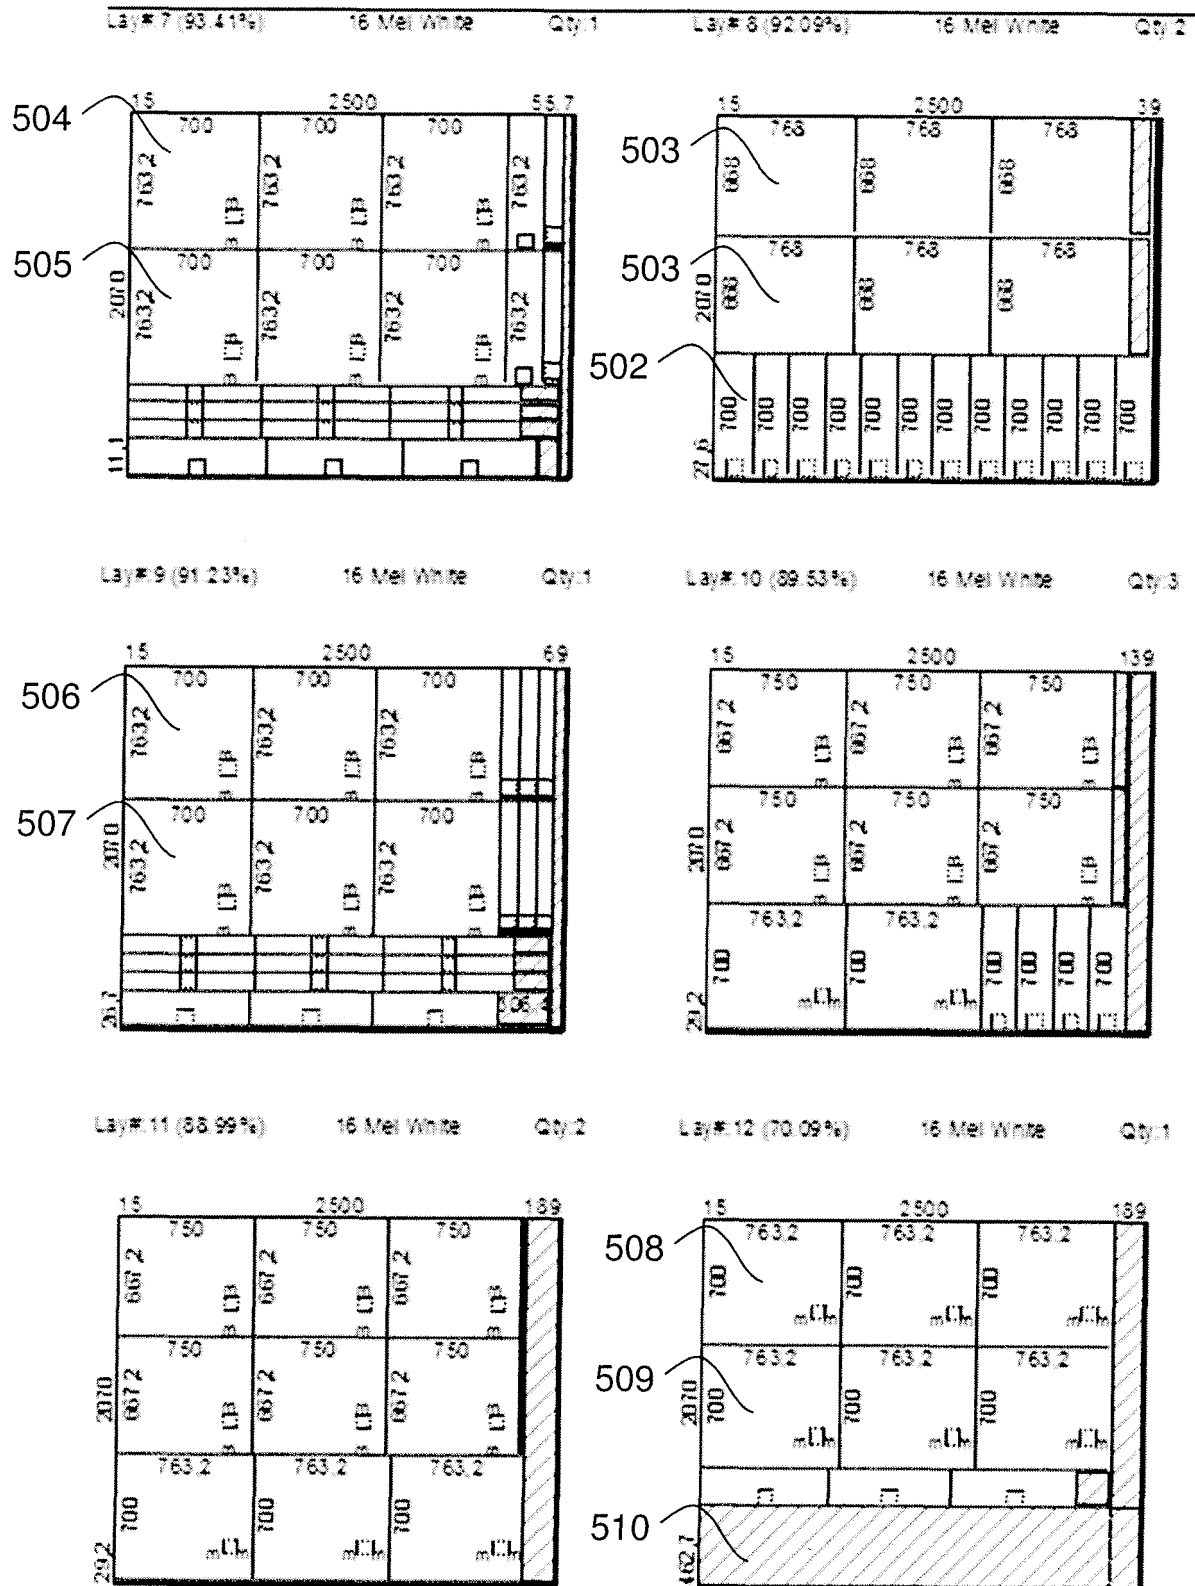 Lay#:7 (93.41%) 16 Mel White Qty:1
15 2500 55,7
504
700 700 700
763,2 763,2 763,2 763,2
505
700 700 700
2070
763,2 763,2 763,2 763,2
11,1
Lay#:8 (92.09%) 16 Mel White Qty:2
15 2500 39
503
768 768 768
668 668 668
503
768 768 768
2070
668 668 668
502
700 700 700 700 700 700 700 700 700 700 700 700
27,6
Lay#:9 (91.23%) 16 Mel White Qty:1
15 2500 69
506
700 700 700
763,2 763,2 763,2
507
700 700 700
2070
763,2 763,2 763,2
26,7
Lay#:10 (89.53%) 16 Mel White Qty:3
15 2500 139
750 750 750
667,2 667,2 667,2
750 750 750
2070
667,2 667,2 667,2
763,2 763,2
700 700 700 700 700 700
29,2
Lay#:11 (88.99%) 16 Mel White Qty:2
15 2500 189
750 750 750
667,2 667,2 667,2
750 750 750
2070
667,2 667,2 667,2
763,2 763,2 763,2
700 700 700
29,2
Lay#:12 (70.09%) 16 Mel White Qty:1
15 2500 189
508
763,2 763,2 763,2
700 700 700
509
763,2 763,2 763,2
2070
700 700 700
510
462,7